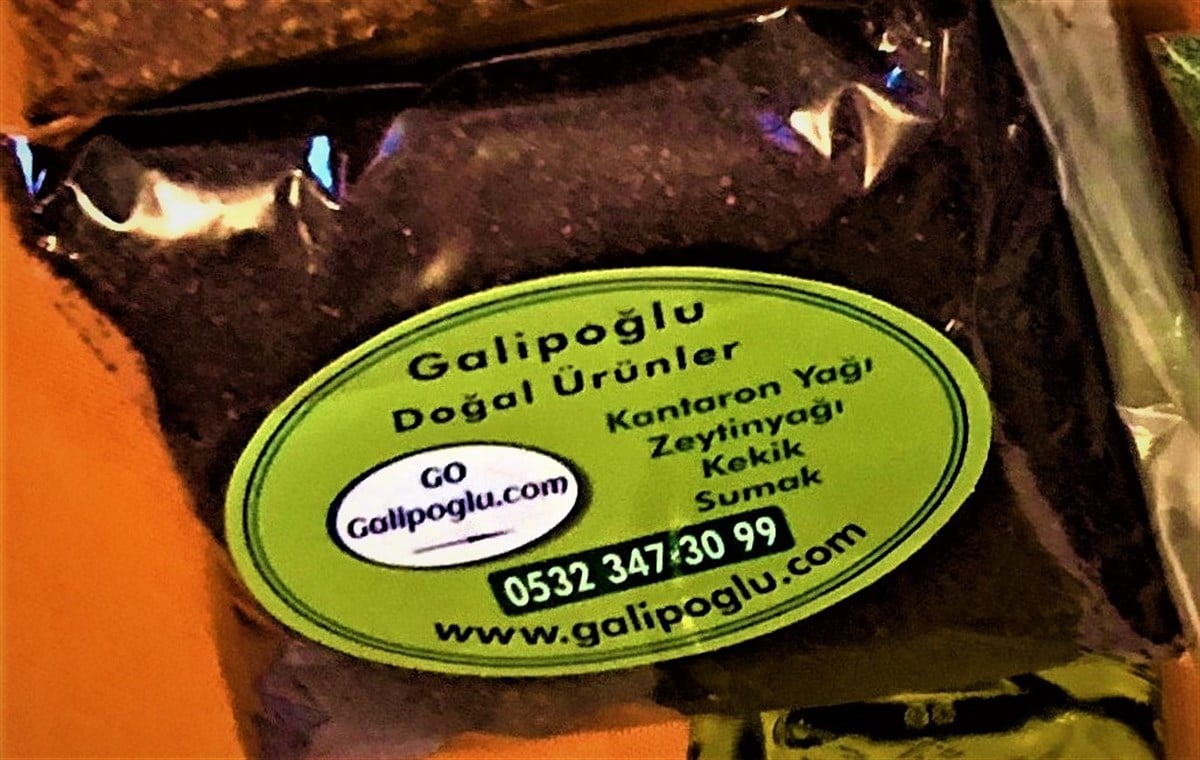 Galipoğlu
Doğal Ürünler
Kantaron Yağı
Zeytinyağı
Kekik
Sumak
GO
Galipoglu.com
0532 347 30 99
www.galipoglu.com